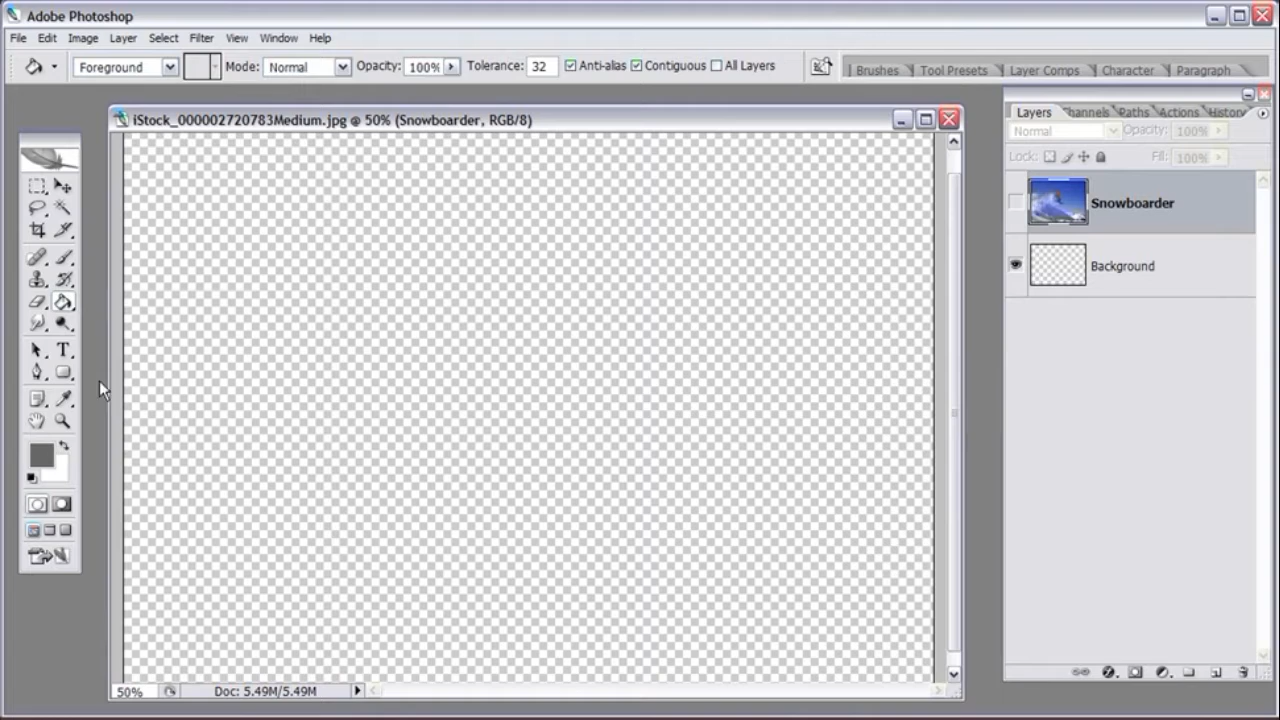 Adobe Photoshop
File Edit Image Layer Select Filter View Window Help
Foreground Mode: Normal Opacity: 100% Tolerance: 32 Anti-alias Contiguous All Layers Brushes Tool Presets Layer Comps Character Paragraph
iStock_000002720783Medium.jpg @ 50% (Snowboarder, RGB/8)
Layers Channels Paths Actions History
Normal Opacity: 100%
Lock: Fill: 100%
Snowboarder
Background
T
50% Doc: 5.49M/5.49M